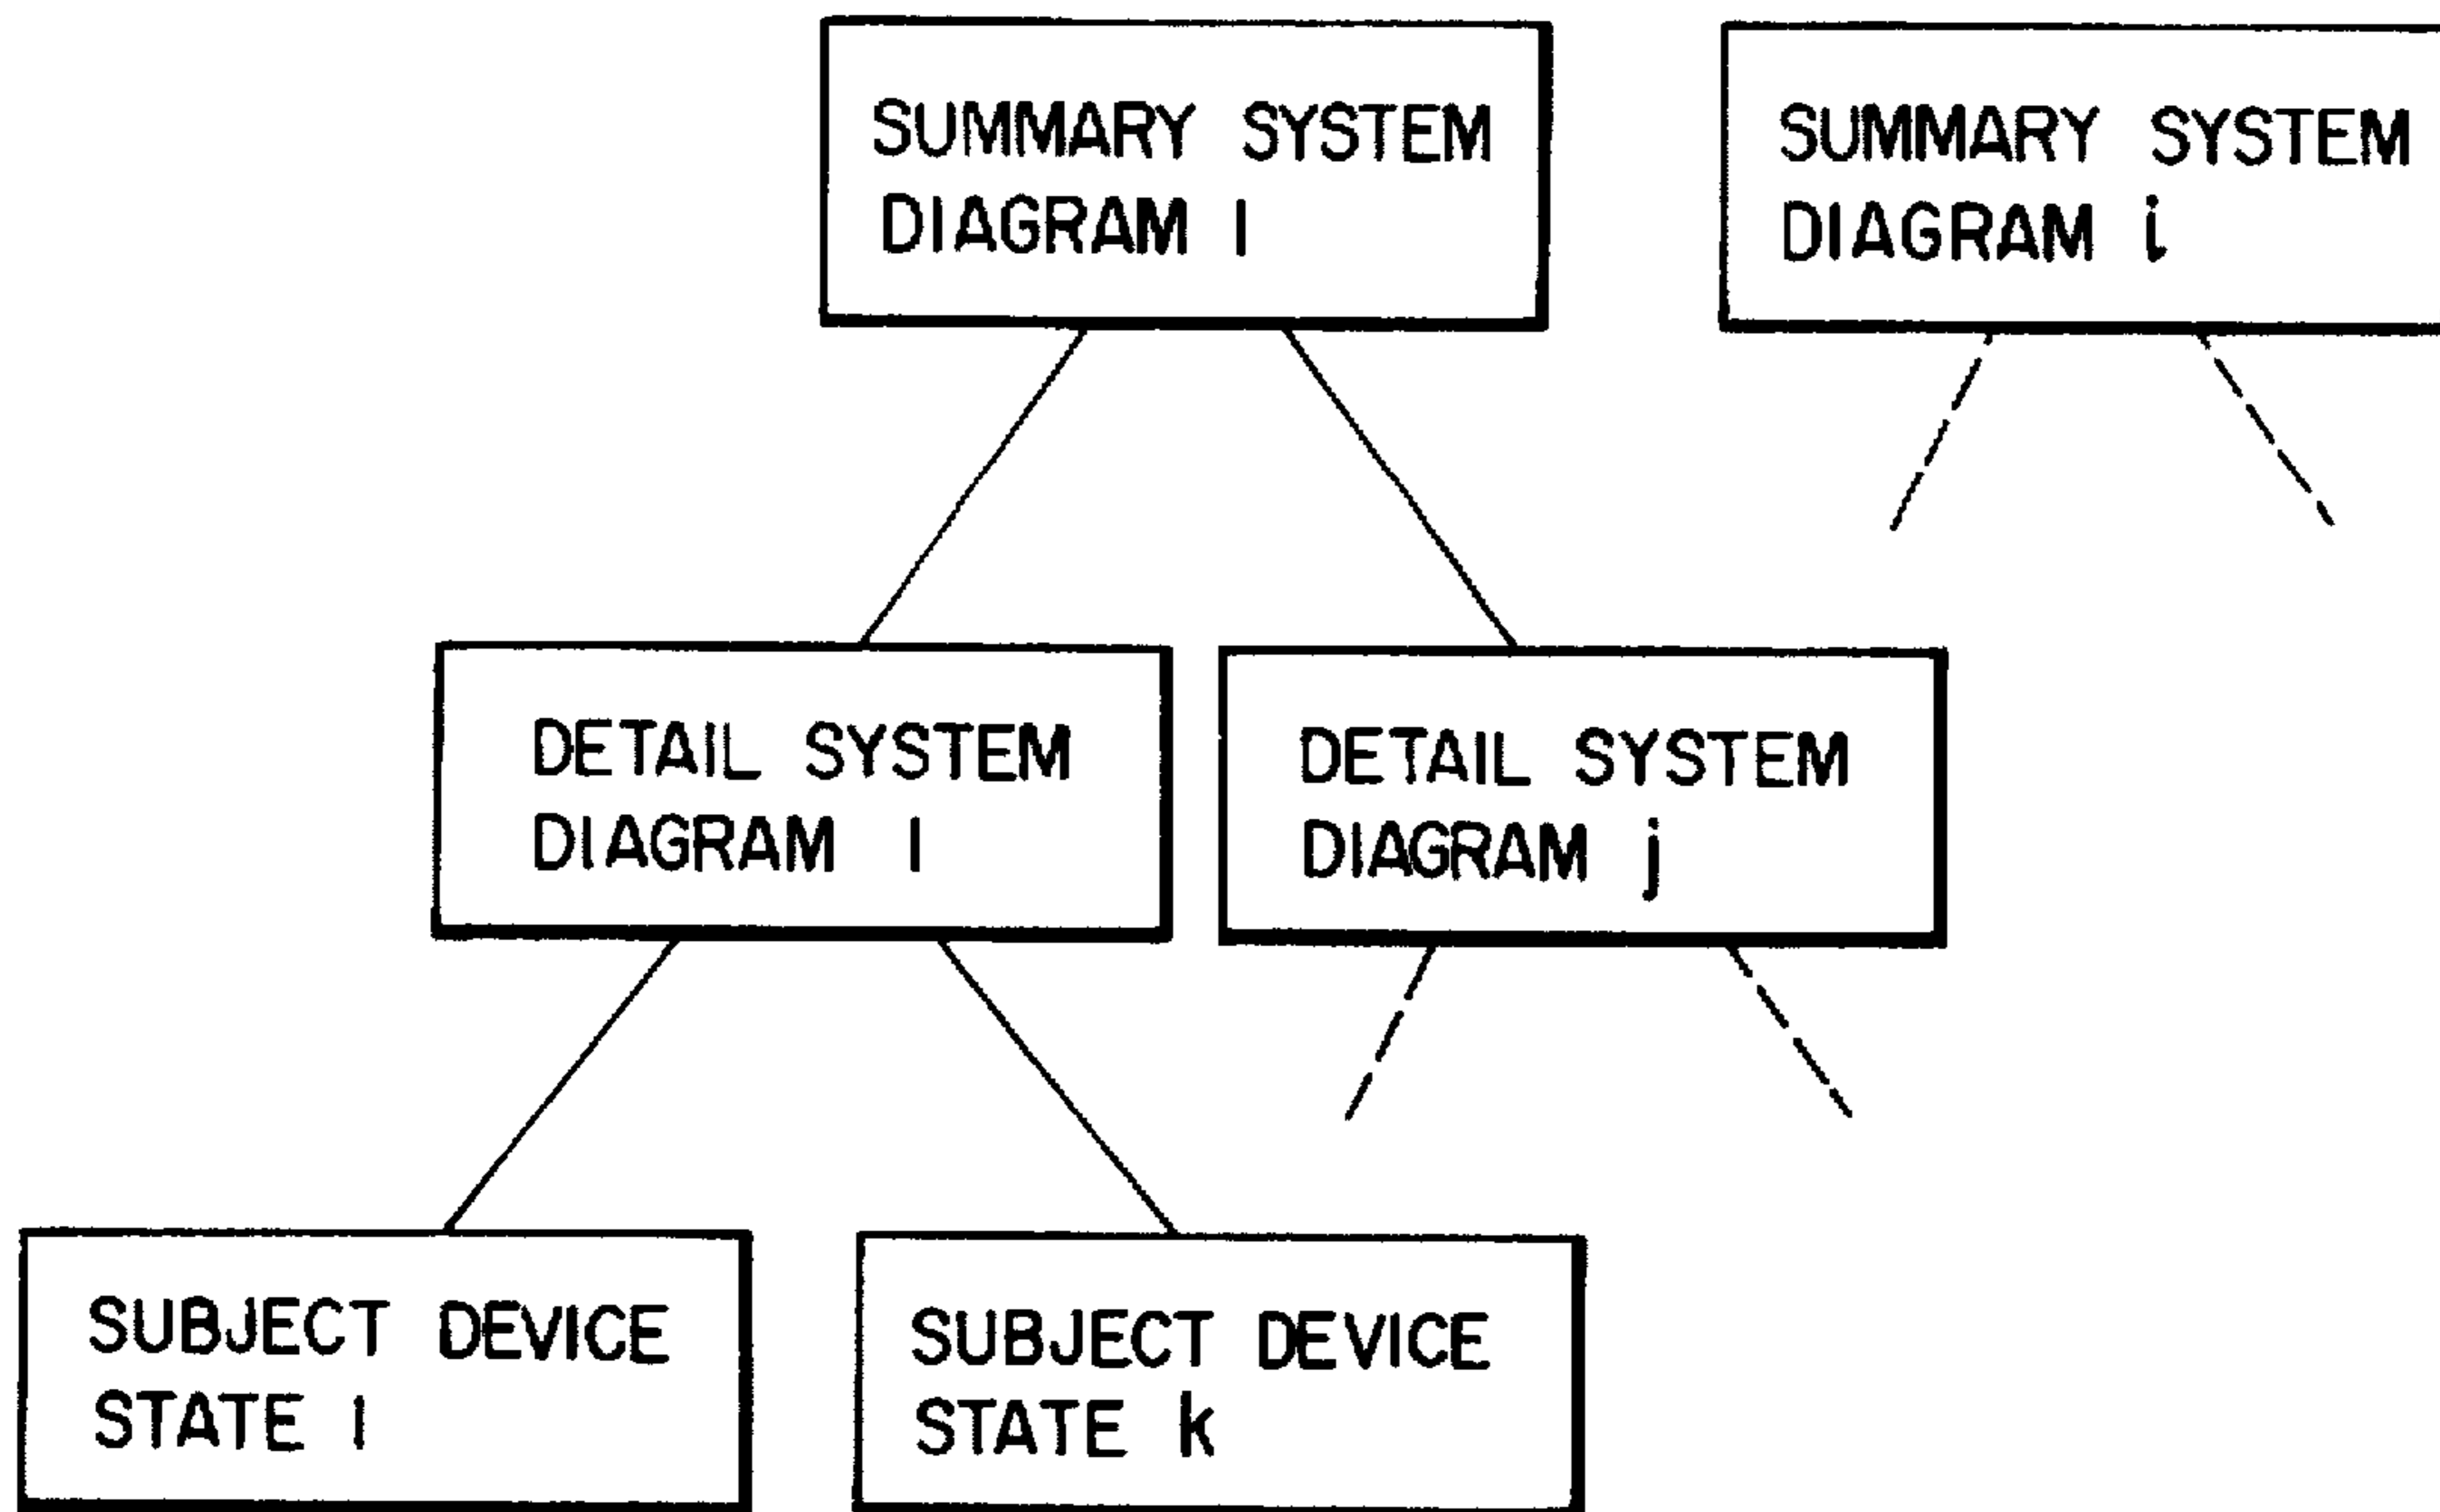 SUMMARY SYSTEM
DIAGRAM 1
SUMMARY SYSTEM
DIAGRAM i
DETAIL SYSTEM
DIAGRAM 1
DETAIL SYSTEM
DIAGRAM j
SUBJECT DEVICE
STATE 1
SUBJECT DEVICE
STATE k